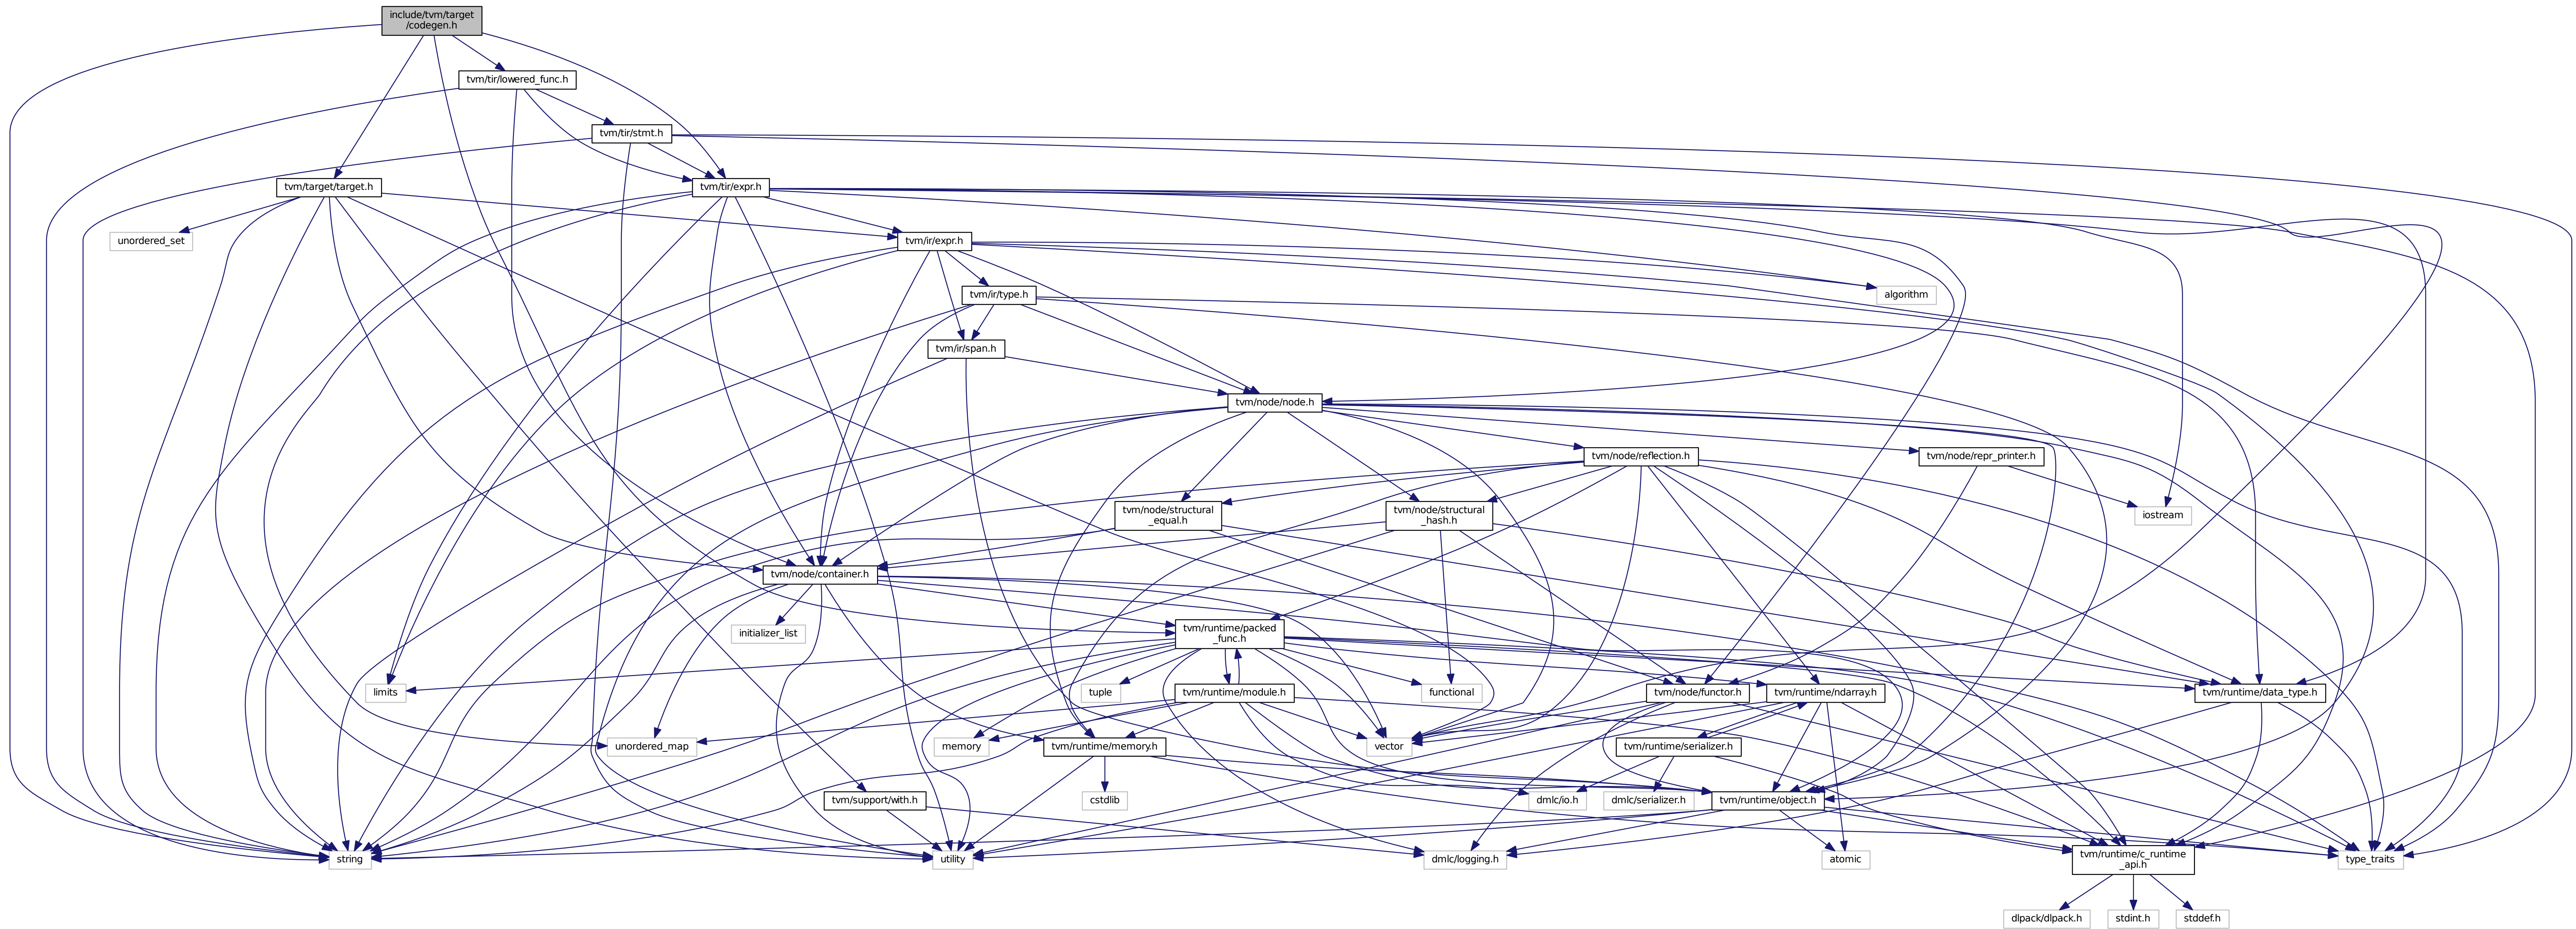 include/tvm/target
/codegen.h
tvm/tir/lowered_func.h
tvm/tir/stmt.h
tvm/target/target.h
tvm/tir/expr.h
unordered_set
tvm/ir/expr.h
tvm/ir/type.h
algorithm
tvm/ir/span.h
tvm/node/node.h
tvm/node/reflection.h
tvm/node/repr_printer.h
tvm/node/structural
_equal.h
tvm/node/structural
_hash.h
iostream
tvm/node/container.h
initializer_list
tvm/runtime/packed
_func.h
limits
tuple
tvm/runtime/module.h
functional
tvm/node/functor.h
tvm/runtime/ndarray.h
tvm/runtime/data_type.h
unordered_map
memory
tvm/runtime/memory.h
vector
tvm/runtime/serializer.h
tvm/support/with.h
cstdlib
dmlc/io.h
dmlc/serializer.h
tvm/runtime/object.h
string
utility
dmlc/logging.h
atomic
tvm/runtime/c_runtime
_api.h
type_traits
dlpack/dlpack.h
stdint.h
stddef.h